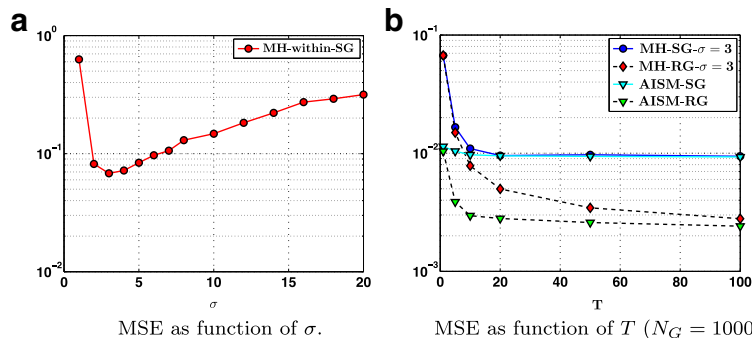 a
10^0
10^-1
10^-2
0 5 10 15 20
σ
MH-within-SG
MSE as function of σ.
b
10^-1
10^-2
10^-3
0 20 40 60 80 100
T
MH-SG-σ = 3
MH-RG-σ = 3
AISM-SG
AISM-RG
MSE as function of T (N_G = 1000